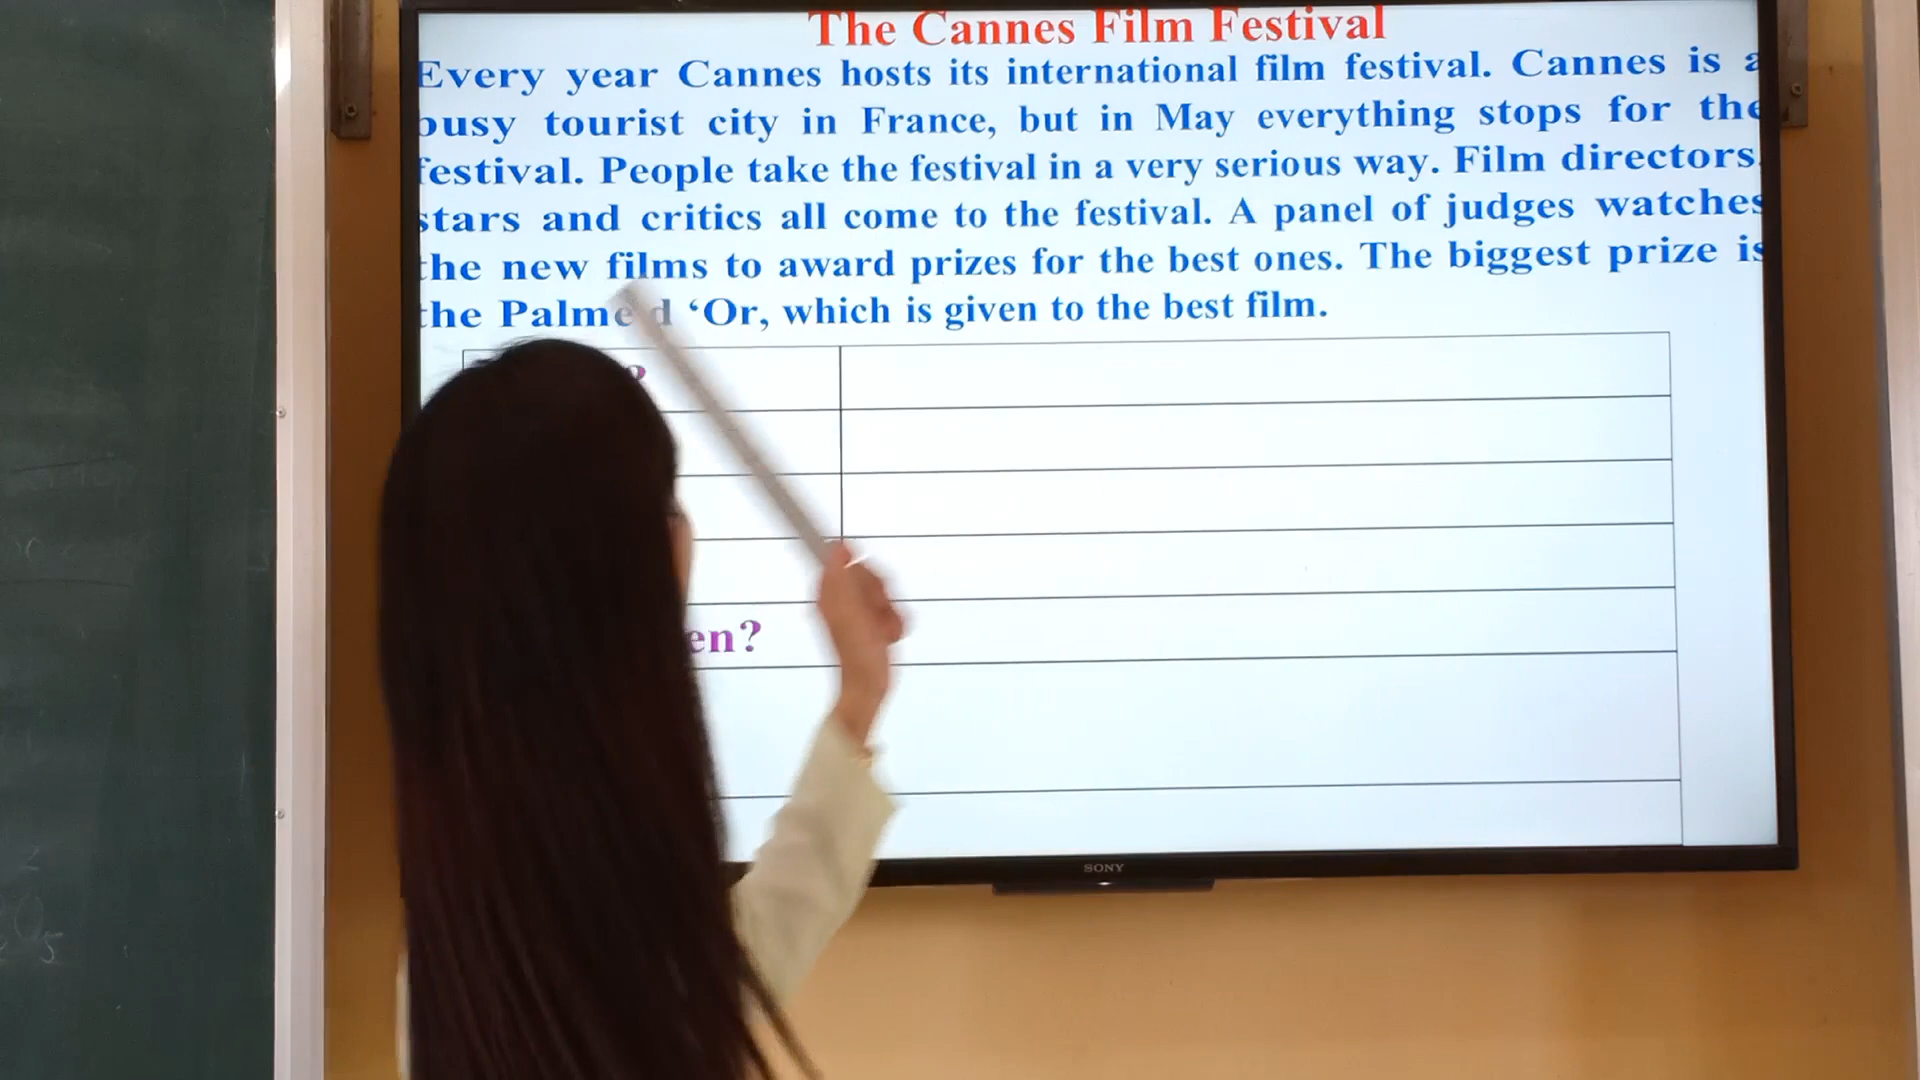 The Cannes Film Festival
Every year Cannes hosts its international film festival. Cannes is a
busy tourist city in France, but in May everything stops for the
festival. People take the festival in a very serious way. Film directors,
stars and critics all come to the festival. A panel of judges watches
the new films to award prizes for the best ones. The biggest prize is
the Palme d ‘Or, which is given to the best film.
?
en?
SONY